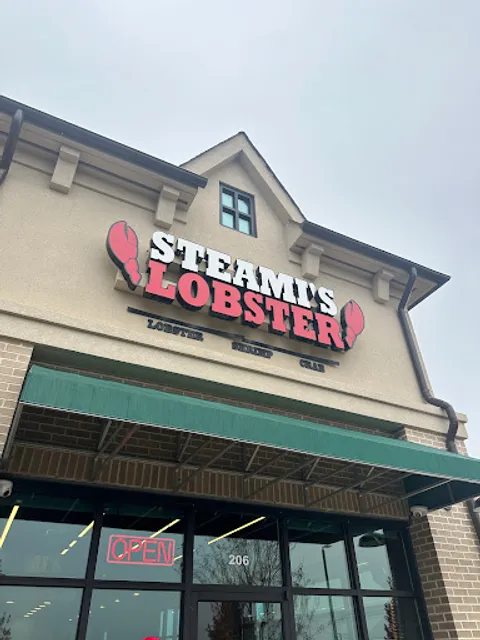 STEAMI'S
LOBSTER
LOBSTER SHRIMP CRAB
OPEN
206